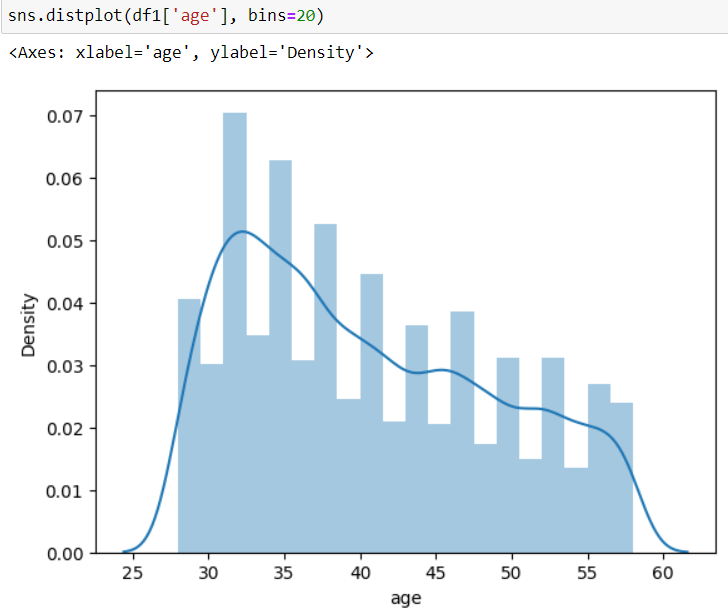 sns.distplot(df1['age'], bins=20)
<Axes: xlabel='age', ylabel='Density'>
0.07
0.06
0.05
0.04
0.03
0.02
0.01
0.00
Density
25 30 35 40 45 50 55 60
age